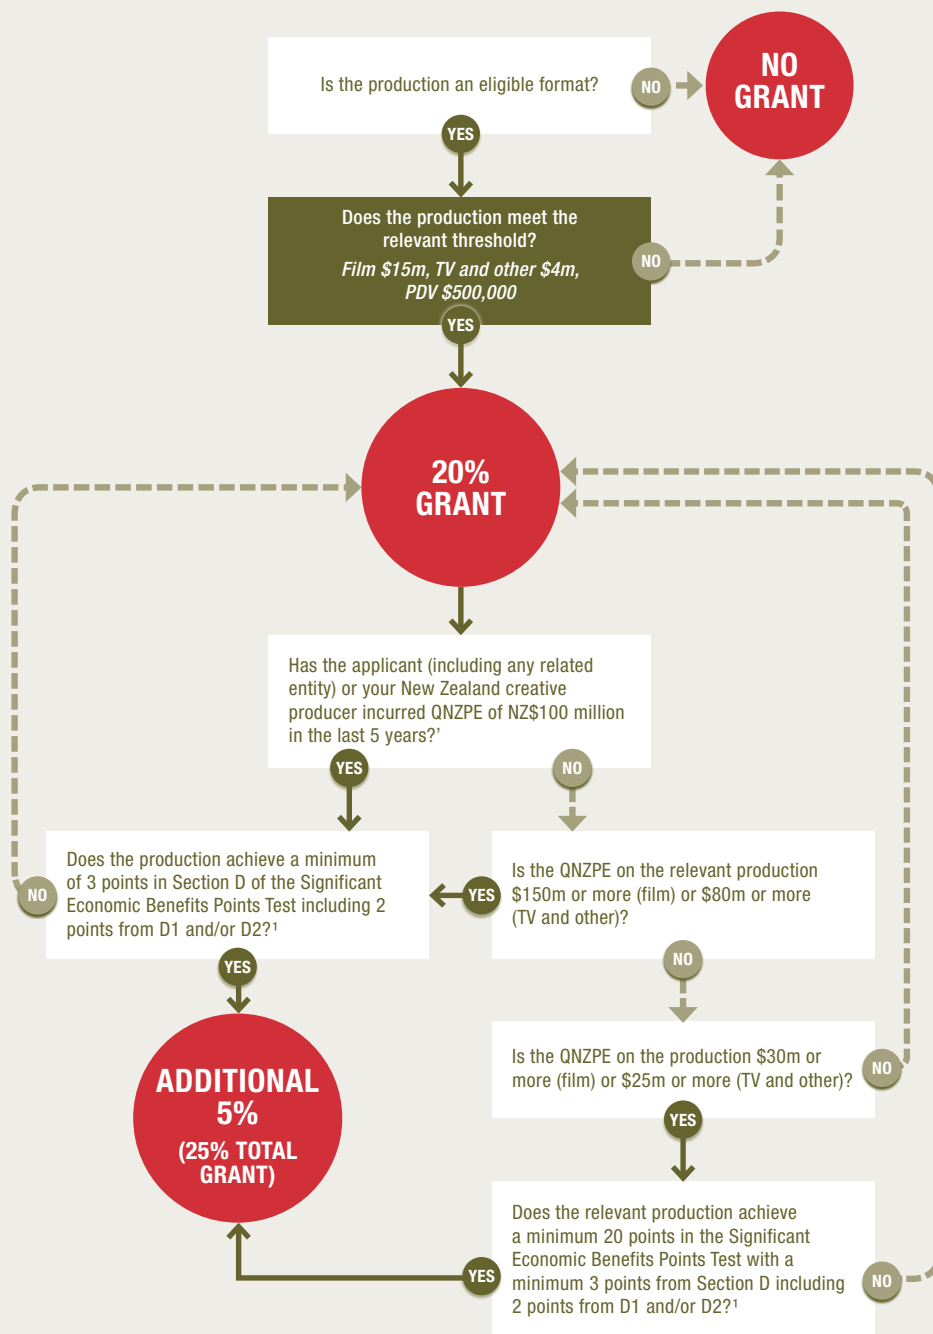 Is the production an eligible format?
NO
NO
GRANT
YES
Does the production meet the
relevant threshold?
Film $15m, TV and other $4m,
PDV $500,000
NO
YES
20%
GRANT
Has the applicant (including any related
entity) or your New Zealand creative
producer incurred QNZPE of NZ$100 million
in the last 5 years?’
YES
NO
Does the production achieve a minimum
of 3 points in Section D of the Significant
Economic Benefits Points Test including 2
points from D1 and/or D2?¹
NO
YES
Is the QNZPE on the relevant production
$150m or more (film) or $80m or more
(TV and other)?
YES
NO
Is the QNZPE on the production $30m or
more (film) or $25m or more (TV and other)?
NO
YES
ADDITIONAL
5%
(25% TOTAL
GRANT)
Does the relevant production achieve
a minimum 20 points in the Significant
Economic Benefits Points Test with a
minimum 3 points from Section D including
2 points from D1 and/or D2?¹
YES
NO